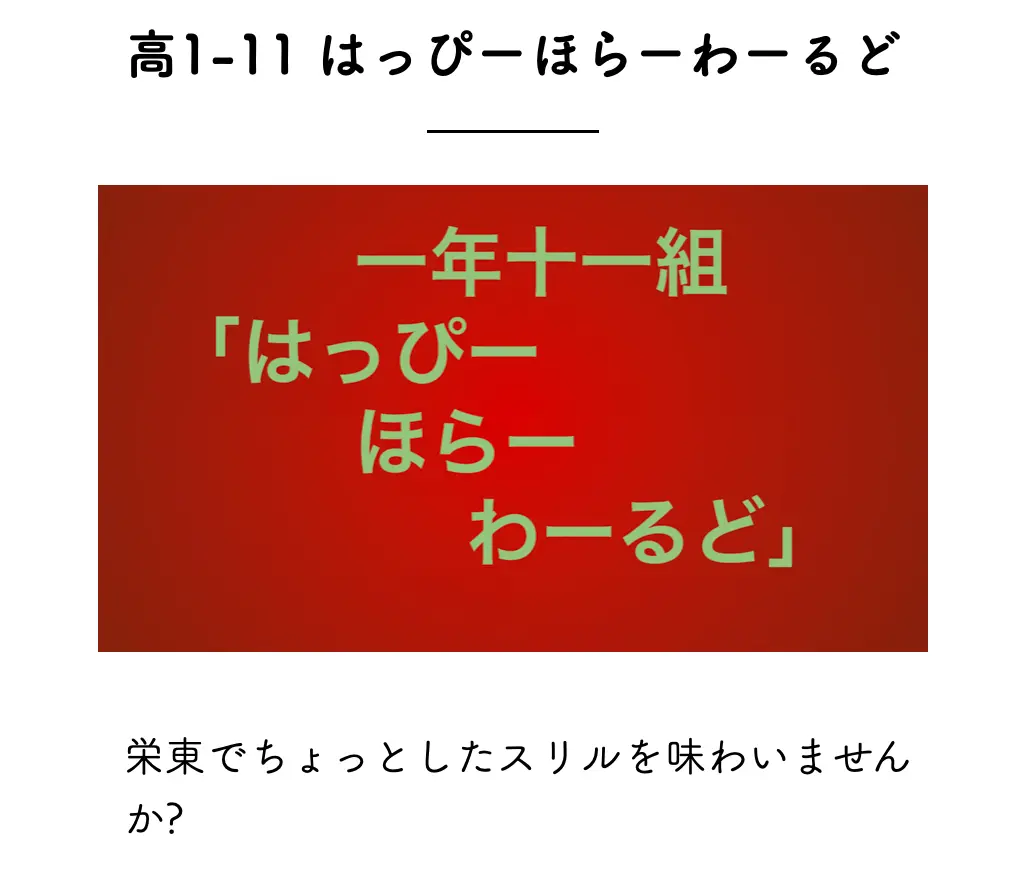 高1-11 はっぴーほらーわーるど
一年十一組
「はっぴー
ほらー
わーるど」
栄東でちょっとしたスリルを味わいません
か?